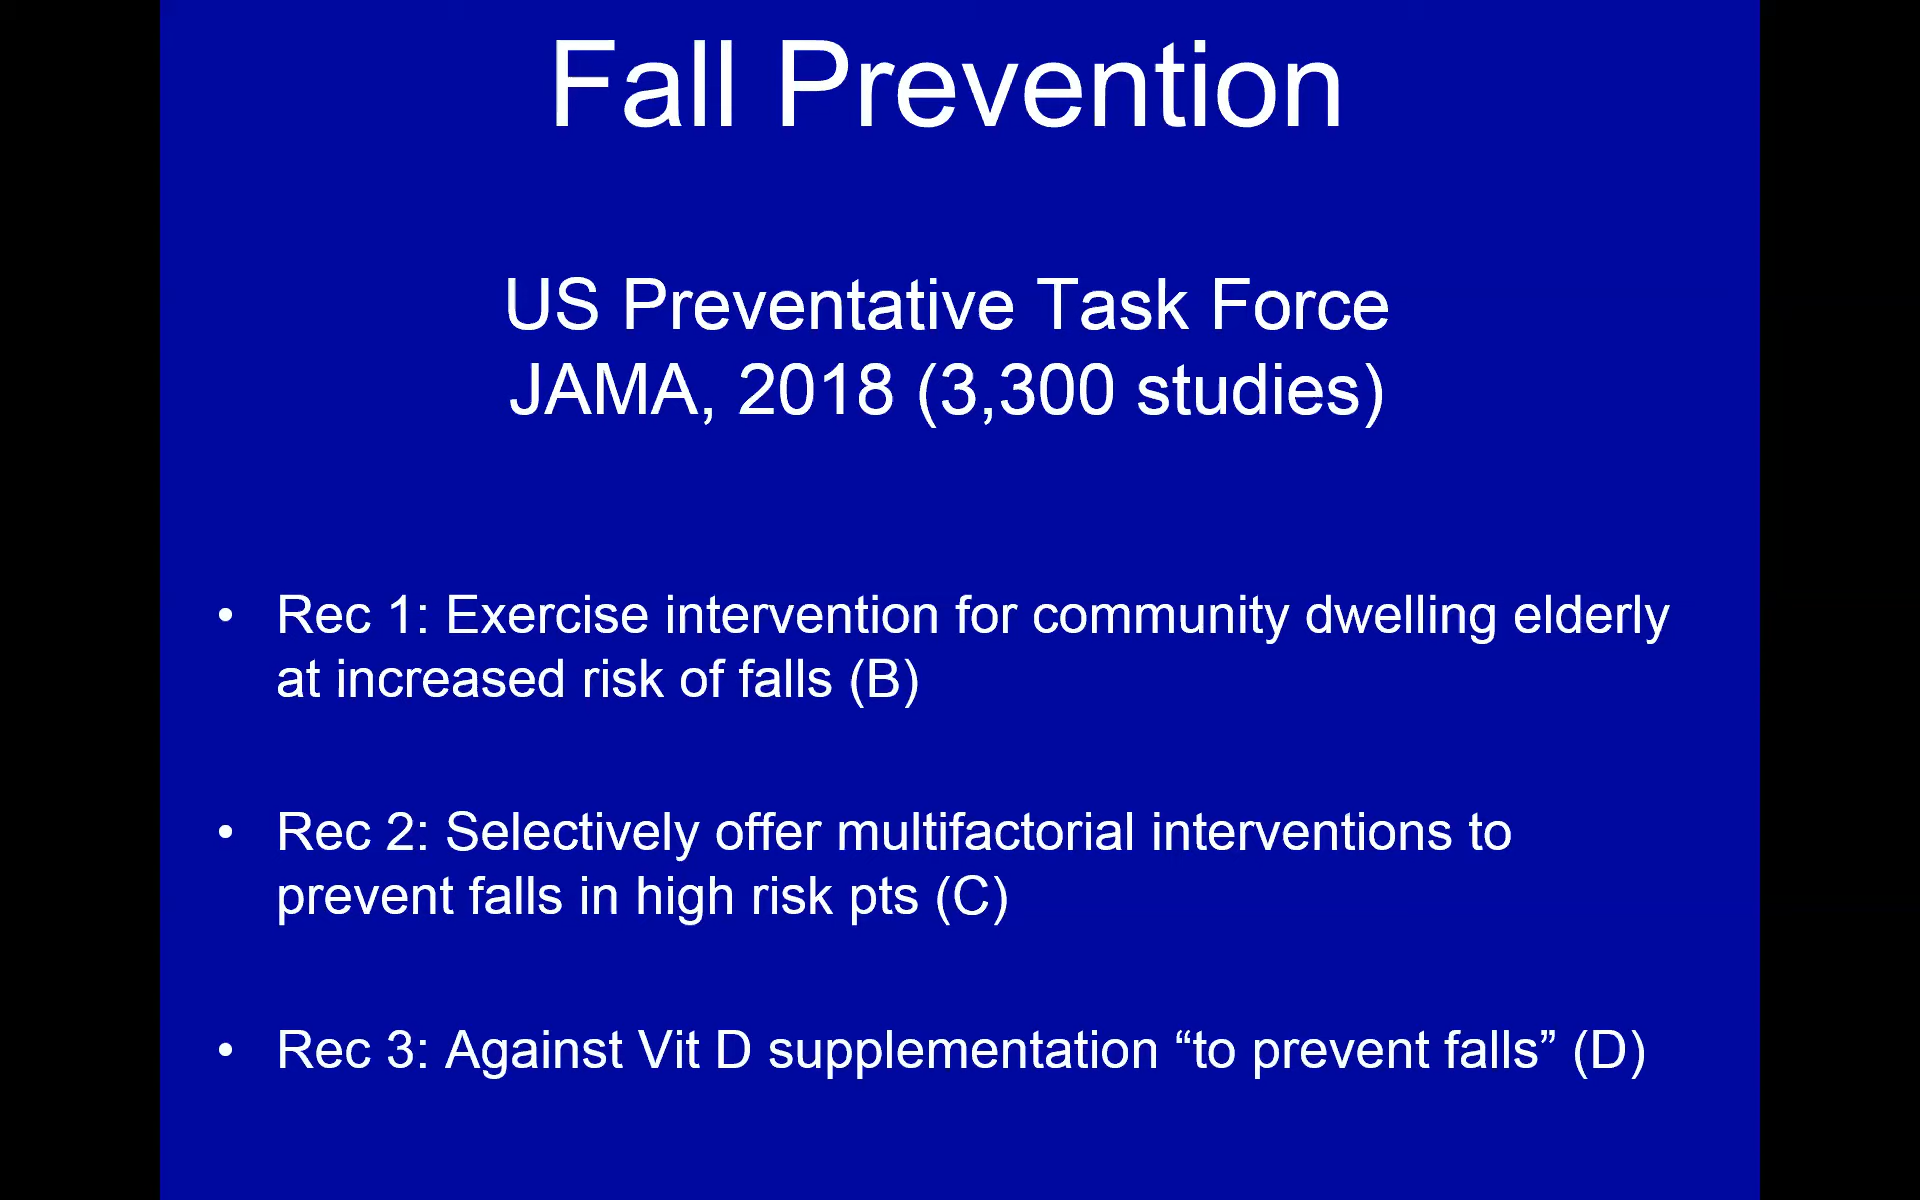 Fall Prevention
US Preventative Task Force
JAMA, 2018 (3,300 studies)
• Rec 1: Exercise intervention for community dwelling elderly
at increased risk of falls (B)
• Rec 2: Selectively offer multifactorial interventions to
prevent falls in high risk pts (C)
• Rec 3: Against Vit D supplementation “to prevent falls” (D)